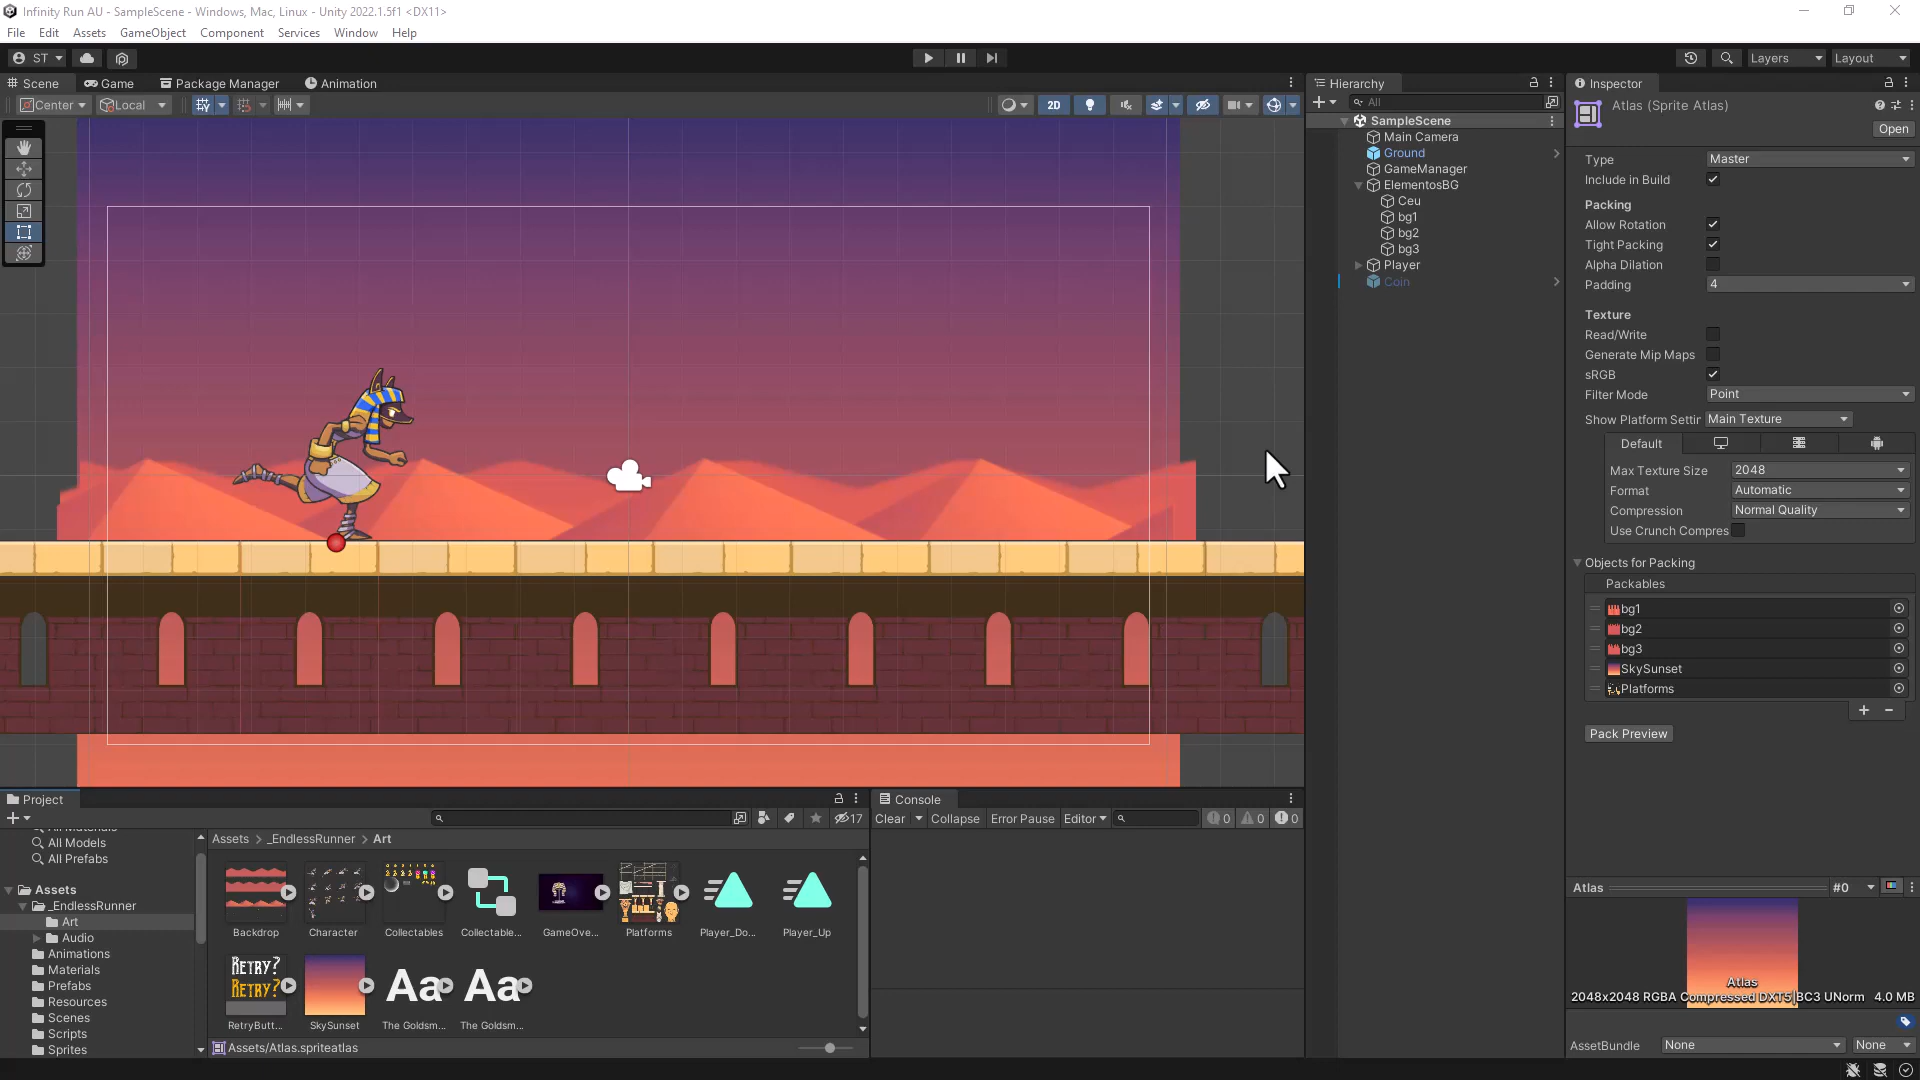 Infinity Run AU - SampleScene - Windows, Mac, Linux - Unity 2022.1.5f1 <DX11>
File Edit Assets GameObject Component Services Window Help
ST Layers Layout
Scene Game Package Manager Animation
Center Local 2D
Hierarchy
All
SampleScene
Main Camera
Ground
GameManager
ElementosBG
Ceu
bg1
bg2
bg3
Player
Coin
Inspector
Atlas (Sprite Atlas)
Open
Type Master
Include in Build
Packing
Allow Rotation
Tight Packing
Alpha Dilation
Padding 4
Texture
Read/Write
Generate Mip Maps
sRGB
Filter Mode Point
Show Platform Settir Main Texture
Default
Max Texture Size 2048
Format Automatic
Compression Normal Quality
Use Crunch Compres
Objects for Packing
Packables
bg1
bg2
bg3
SkySunset
Platforms
Pack Preview
Project
17
All Models
All Prefabs
Assets
_EndlessRunner
Art
Audio
Animations
Materials
Prefabs
Resources
Scenes
Scripts
Sprites
Assets > _EndlessRunner > Art
Backdrop Character Collectables Collectable... GameOve... Platforms Player_Do... Player_Up
RETRY?
RETRY?
Aa Aa
RetryButt... SkySunset The Goldsm... The Goldsm...
Assets/Atlas.spriteatlas
Console
Clear Collapse Error Pause Editor 0 0 0
Atlas #0
Atlas
2048x2048 RGBA Compressed DXT5|BC3 UNorm 4.0 MB
AssetBundle None None